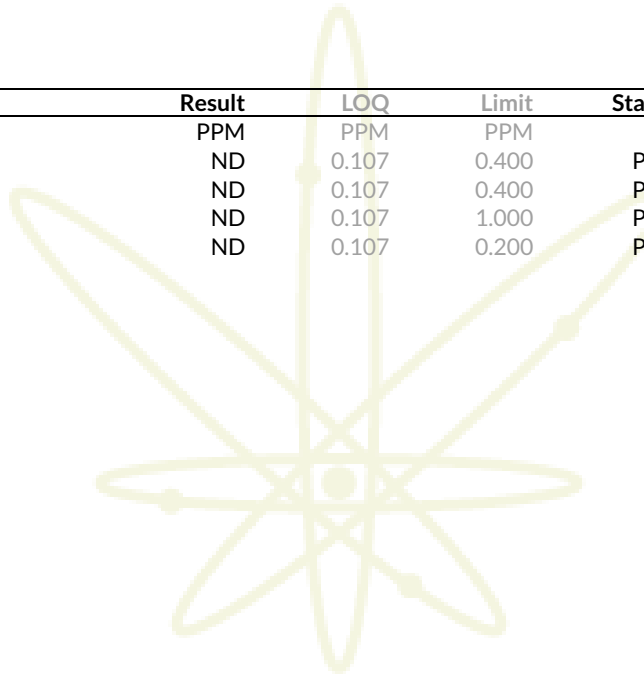 Result LOQ Limit Sta
PPM PPM PPM
ND 0.107 0.400 P
ND 0.107 0.400 P
ND 0.107 1.000 P
ND 0.107 0.200 P